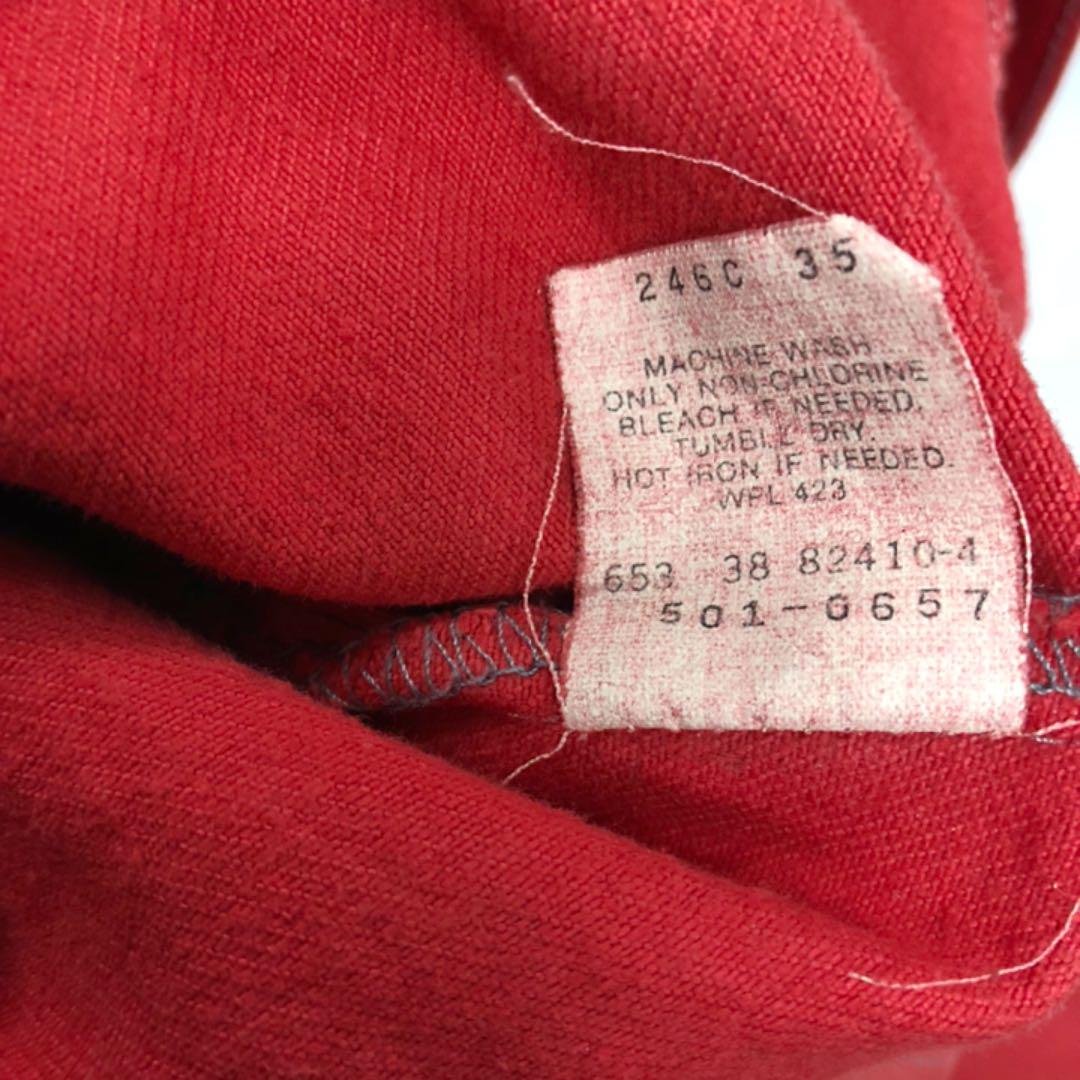 246C 35
MACHINE WASH
ONLY NON-CHLORINE
BLEACH IF NEEDED.
TUMBLE DRY.
HOT IRON IF NEEDED.
WPL 423
653 38 82410-4
501-0657